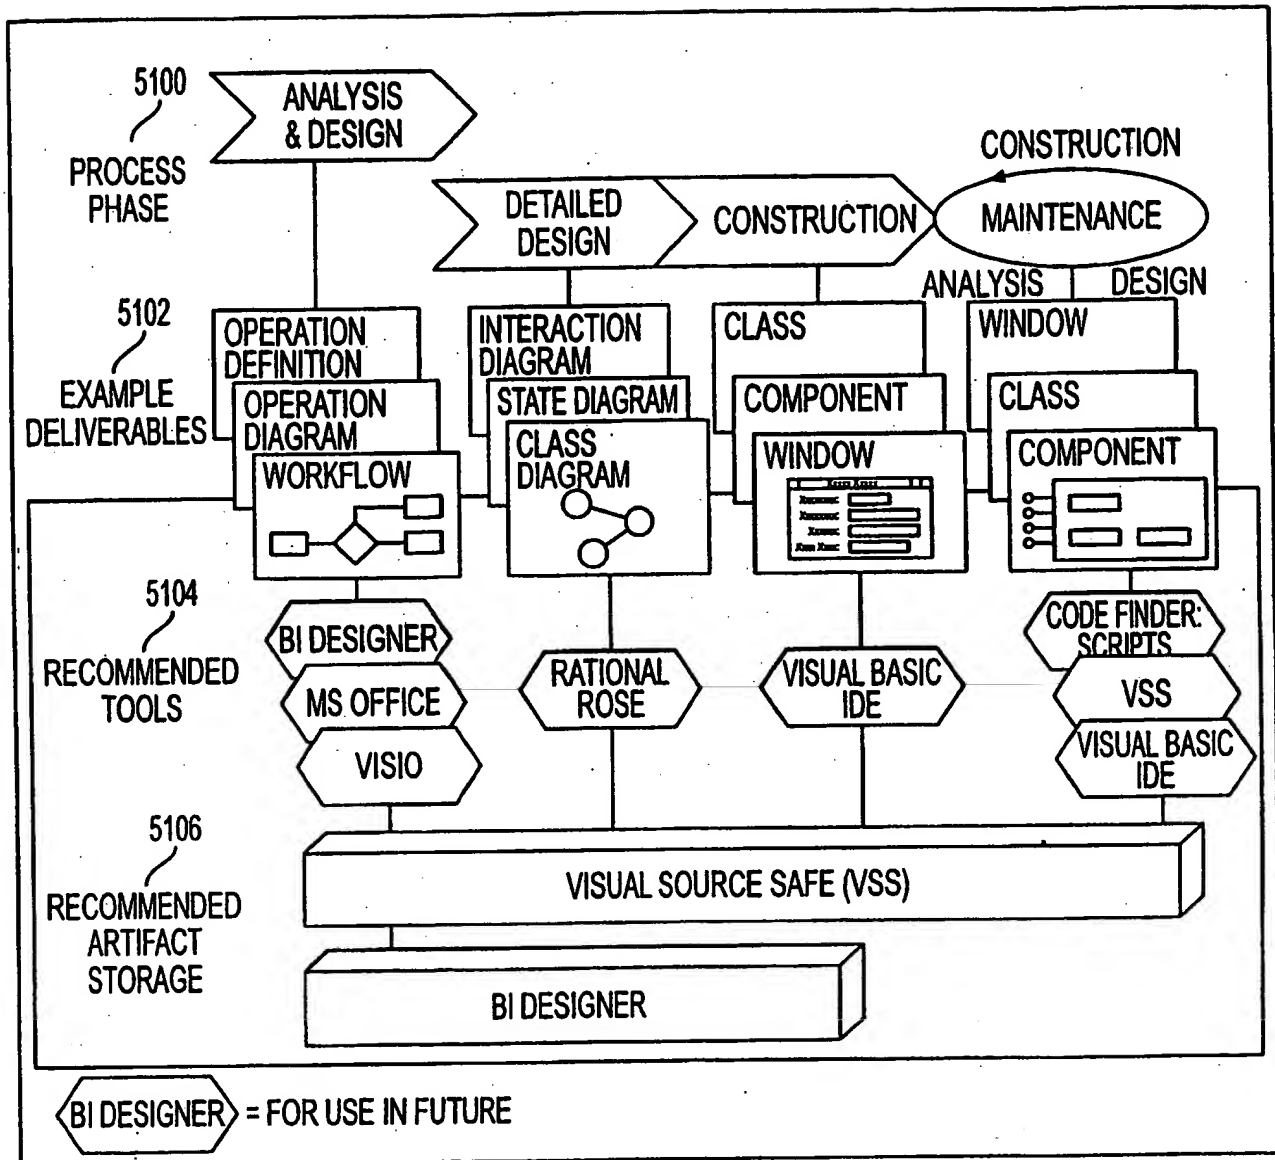 5100
PROCESS
PHASE
ANALYSIS
& DESIGN
DETAILED
DESIGN
CONSTRUCTION
CONSTRUCTION
MAINTENANCE
ANALYSIS
DESIGN
5102
EXAMPLE
DELIVERABLES
OPERATION
DEFINITION
OPERATION
DIAGRAM
WORKFLOW
INTERACTION
DIAGRAM
STATE DIAGRAM
CLASS
DIAGRAM
CLASS
COMPONENT
WINDOW
WINDOW
CLASS
COMPONENT
5104
RECOMMENDED
TOOLS
BI DESIGNER
MS OFFICE
VISIO
RATIONAL
ROSE
VISUAL BASIC
IDE
CODE FINDER:
SCRIPTS
VSS
VISUAL BASIC
IDE
5106
RECOMMENDED
ARTIFACT
STORAGE
VISUAL SOURCE SAFE (VSS)
BI DESIGNER
BI DESIGNER = FOR USE IN FUTURE